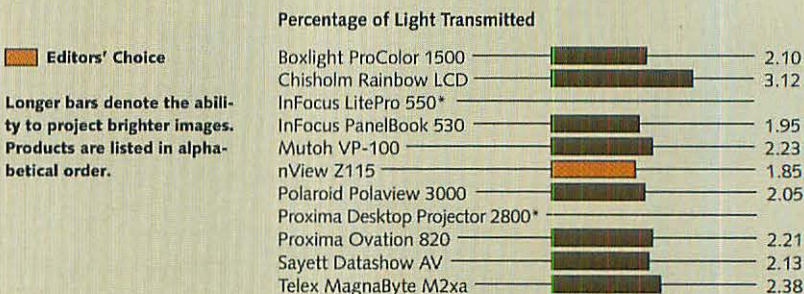 Percentage of Light Transmitted
Editors' Choice
Longer bars denote the abili-
ty to project brighter images.
Products are listed in alpha-
betical order.
Boxlight ProColor 1500 2.10
Chisholm Rainbow LCD 3.12
InFocus LitePro 550*
InFocus PanelBook 530 1.95
Mutoh VP-100 2.23
nView Z115 1.85
Polaroid Polaview 3000 2.05
Proxima Desktop Projector 2800*
Proxima Ovation 820 2.21
Sayett Datashow AV 2.13
Telex MagnaByte M2xa 2.38